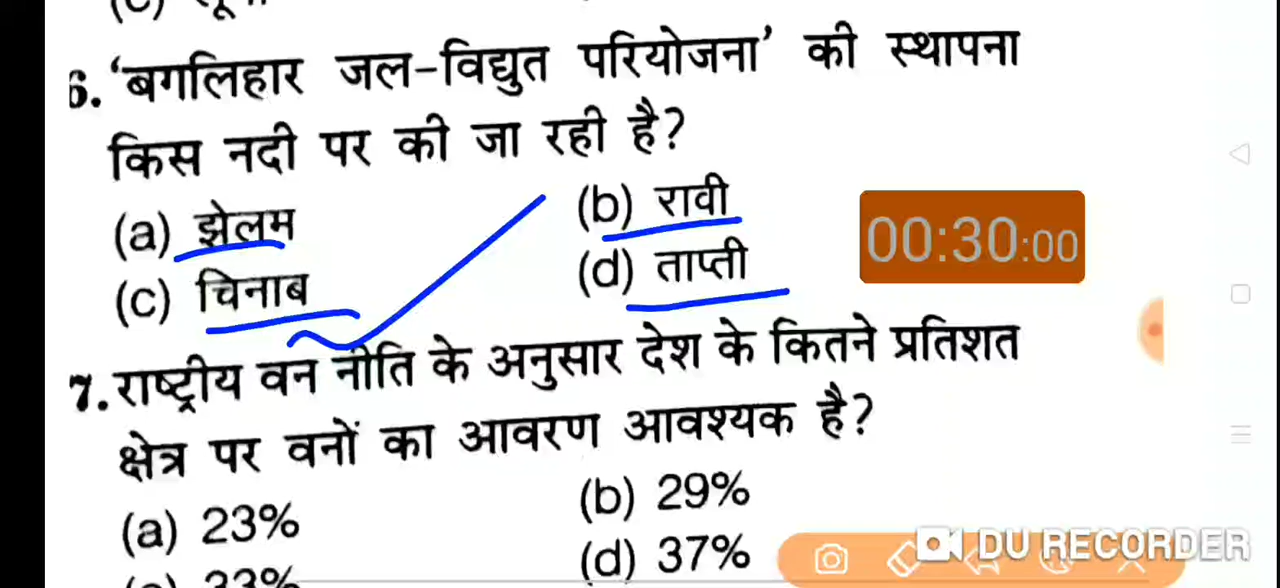 6. 'बगलिहार जल-विद्युत परियोजना' की स्थापना
किस नदी पर की जा रही है?
(a) झेलम (b) रावी
(c) चिनाब (d) ताप्ती
00:30:00
7. राष्ट्रीय वन नीति के अनुसार देश के कितने प्रतिशत
क्षेत्र पर वनों का आवरण आवश्यक है?
(a) 23% (b) 29%
(d) 37%
DU RECORDER